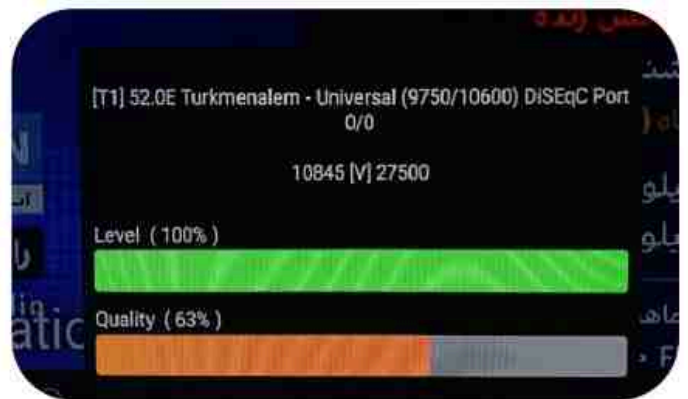 [T1] 52.0E Turkmenalem - Universal (9750/10600) DiSEqC Port
0/0
10845 [V] 27500
Level ( 100% )
Quality ( 63% )